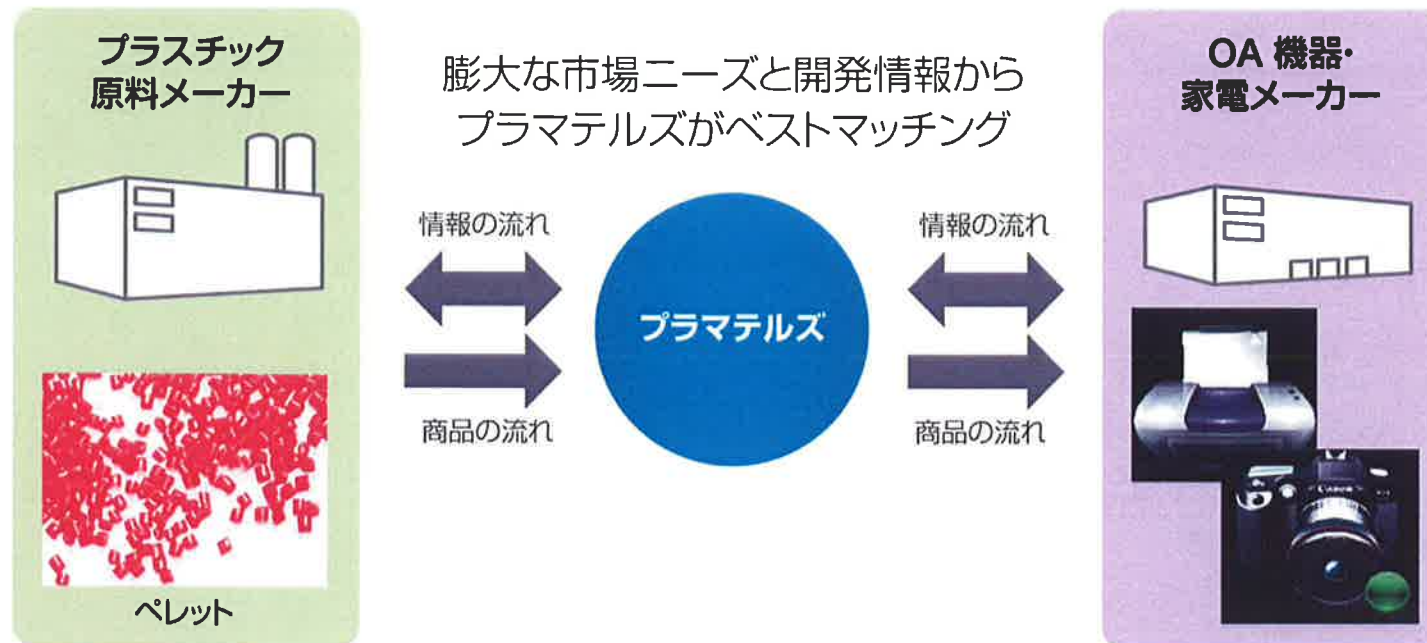 プラスチック
原料メーカー
ペレット
膨大な市場ニーズと開発情報から
プラマテルズがベストマッチング
情報の流れ
商品の流れ
プラマテルズ
情報の流れ
商品の流れ
OA 機器・
家電メーカー
Canon